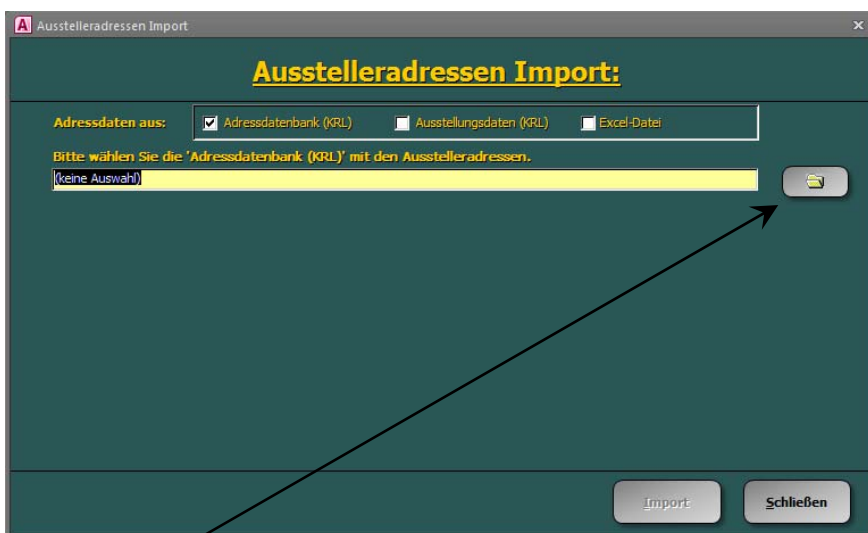 A Ausstelleradressen Import x
Ausstelleradressen Import:
Adressdaten aus: Adressdatenbank (KRL) Ausstellungsdaten (KRL) Excel-Datei
Bitte wählen Sie die 'Adressdatenbank (KRL)' mit den Ausstelleradressen.
(keine Auswahl)
Import Schließen